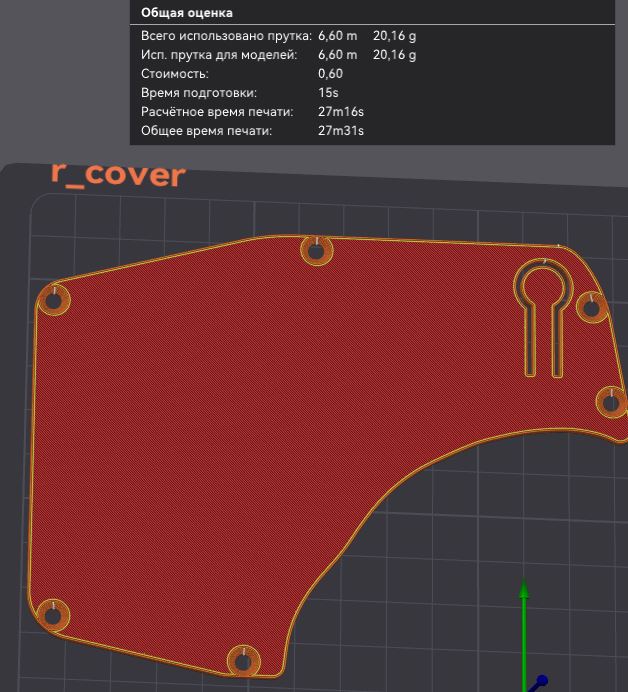 Общая оценка
Всего использовано прутка: 6,60 m 20,16 g
Исп. прутка для моделей: 6,60 m 20,16 g
Стоимость: 0,60
Время подготовки: 15s
Расчётное время печати: 27m16s
Общее время печати: 27m31s
r_cover